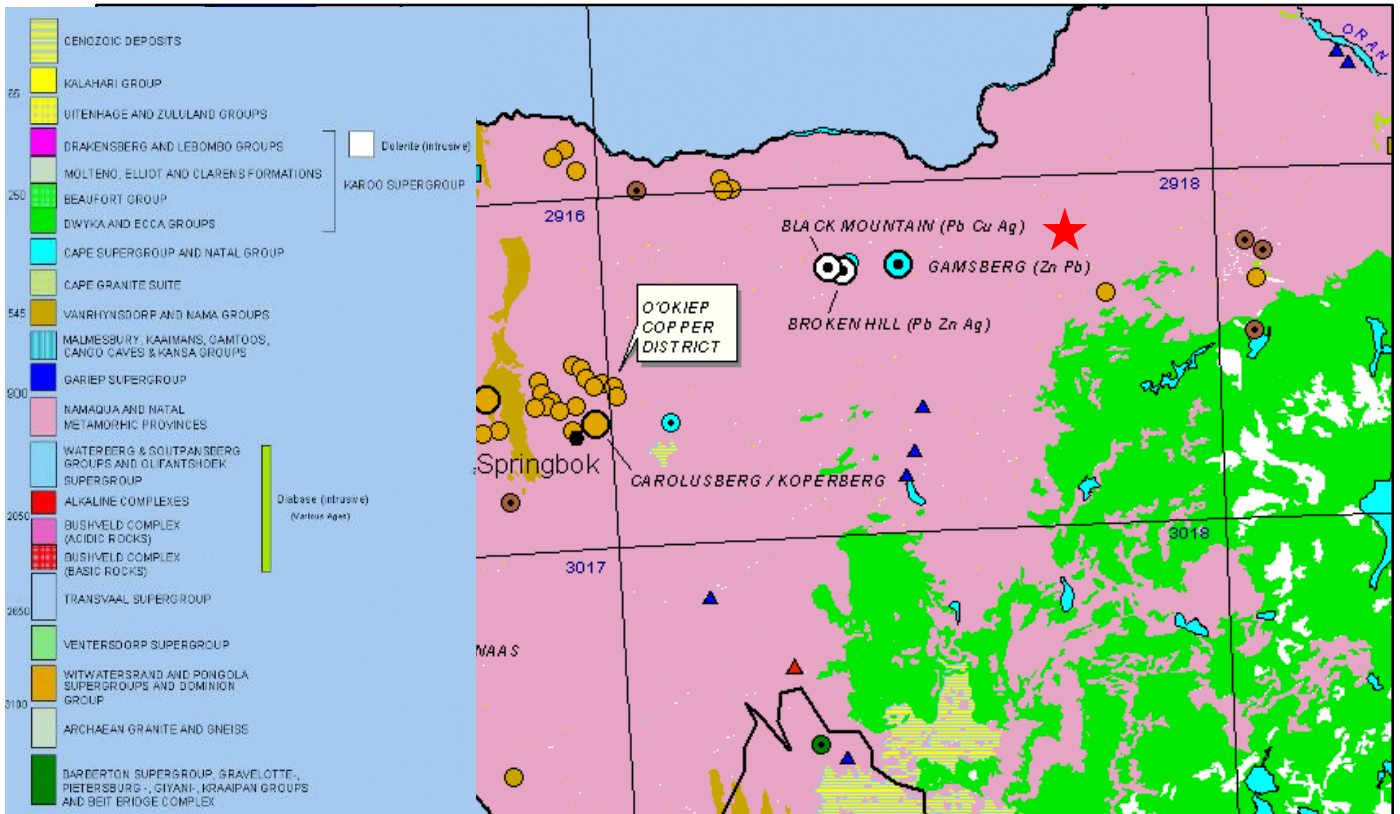 CENOZOIC DEPOSITS
KALAHARI GROUP
65
UITENHAGE AND ZULULAND GROUPS
DRAKENSBERG AND LEBOMBO GROUPS
Dolerite (intrusive)
MOLTENO, ELLIOT AND CLARENS FORMATIONS
KAROO SUPERGROUP
250
BEAUFORT GROUP
DWYKA AND ECCA GROUPS
CAPE SUPERGROUP AND NATAL GROUP
CAPE GRANITE SUITE
545
VANRHYNSDORP AND NAMA GROUPS
MALMESBURY, KAAIMANS, GAMTOOS,
CANGO CAVES & KANSA GROUPS
GARIEP SUPERGROUP
900
NAMAQUA AND NATAL
METAMORHIC PROVINCES
WATERBERG & SOUTPANSBERG
GROUPS AND OLIFANTSHOEK
SUPERGROUP
ALKALINE COMPLEXES
Diabase (intrusive)
(Various Ages)
2050
BUSHVELD COMPLEX
(ACIDIC ROCKS)
BUSHVELD COMPLEX
(BASIC ROCKS)
TRANSVAAL SUPERGROUP
2650
VENTERSDORP SUPERGROUP
WITWATERSRAND AND PONGOLA
SUPERGROUPS AND DOMINION
GROUP
3100
ARCHAEAN GRANITE AND GNEISS
BARBERTON SUPERGROUP, GRAVELOTTE-,
PIETERSBURG-, GIYANI-, KRAAIPAN GROUPS
AND BEIT BRIDGE COMPLEX
ORAN
2916
2918
BLACK MOUNTAIN (Pb Cu Ag)
GAMSBERG (Zn Pb)
BROKEN HILL (Pb Zn Ag)
O'OKIEP
COPPER
DISTRICT
Springbok
CAROLUSBERG / KOPERBERG
3017
3018
NAAS